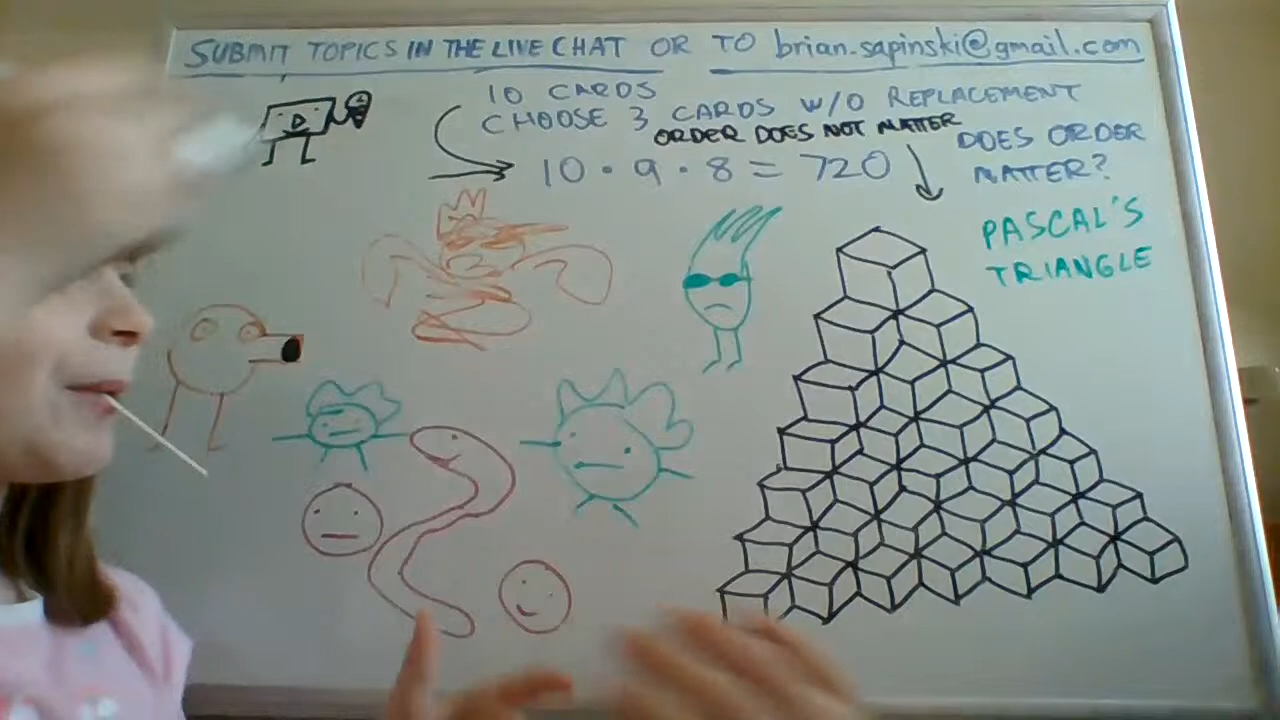 SUBMIT TOPICS IN THE LIVE CHAT OR TO brian.sapinski@gmail.com
10 CARDS
CHOOSE 3 CARDS W/O REPLACEMENT
ORDER DOES NOT MATTER
10 · 9 · 8 = 720
DOES ORDER
MATTER?
PASCAL'S
TRIANGLE